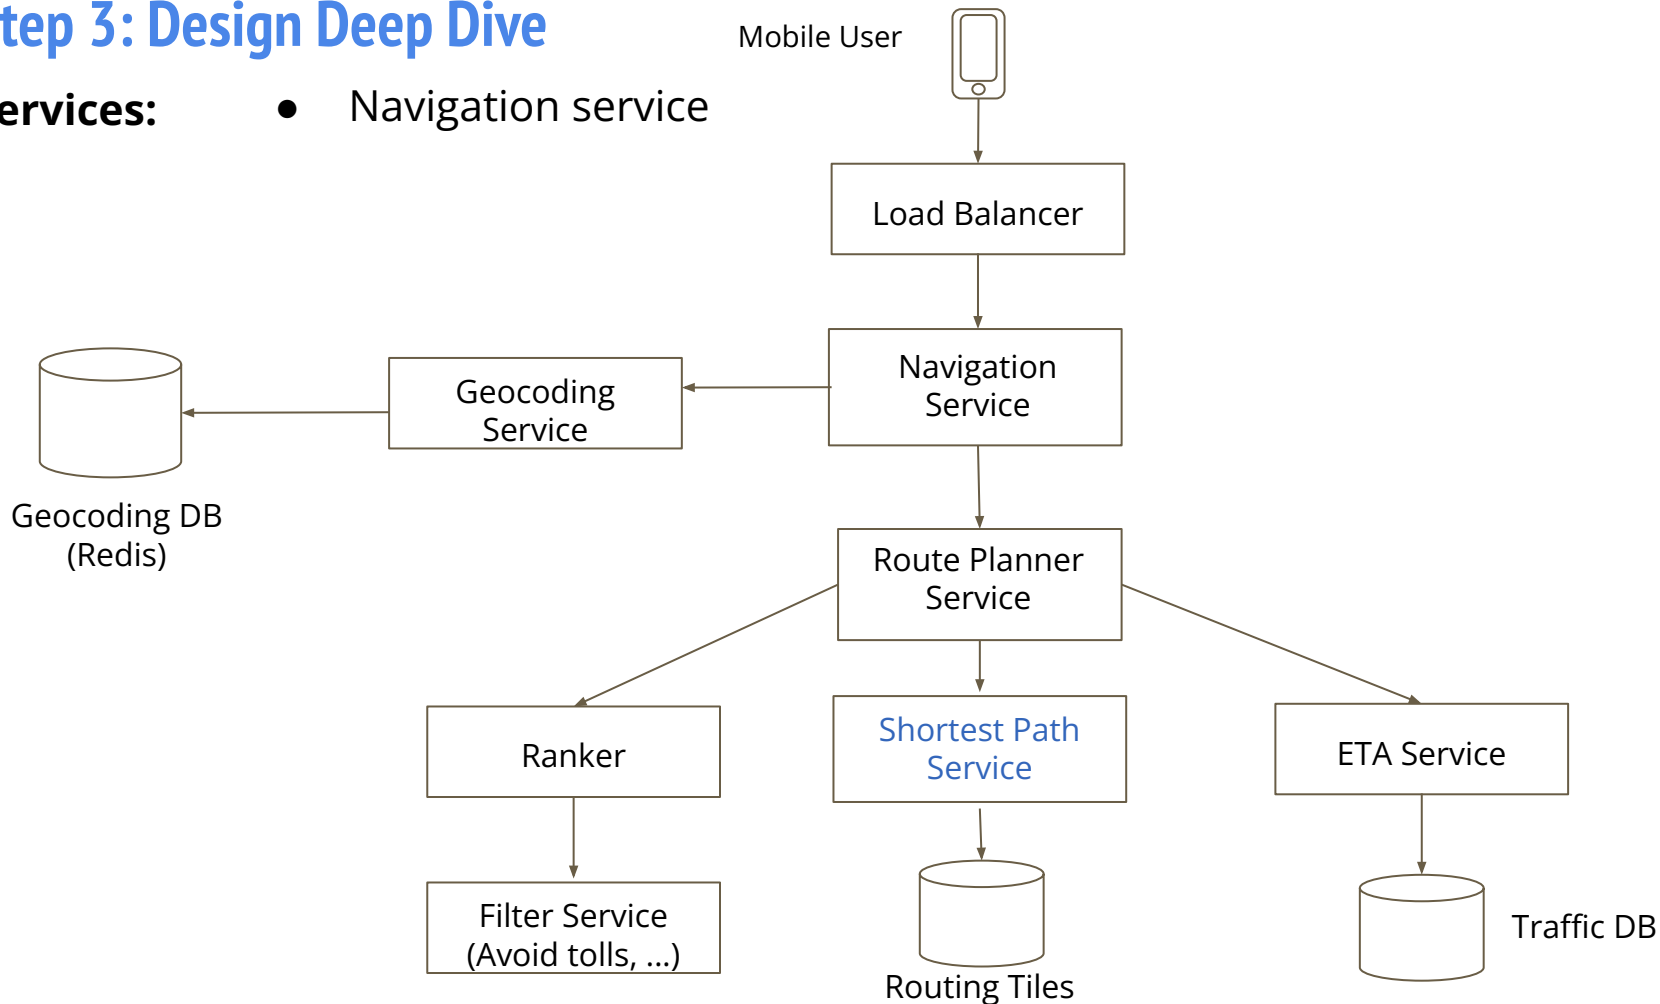 tep 3: Design Deep Dive
Mobile User
ervices:
● Navigation service
Load Balancer
Navigation
Service
Geocoding
Service
Geocoding DB
(Redis)
Route Planner
Service
Ranker
Shortest Path
Service
ETA Service
Filter Service
(Avoid tolls, ...)
Traffic DB
Routing Tiles